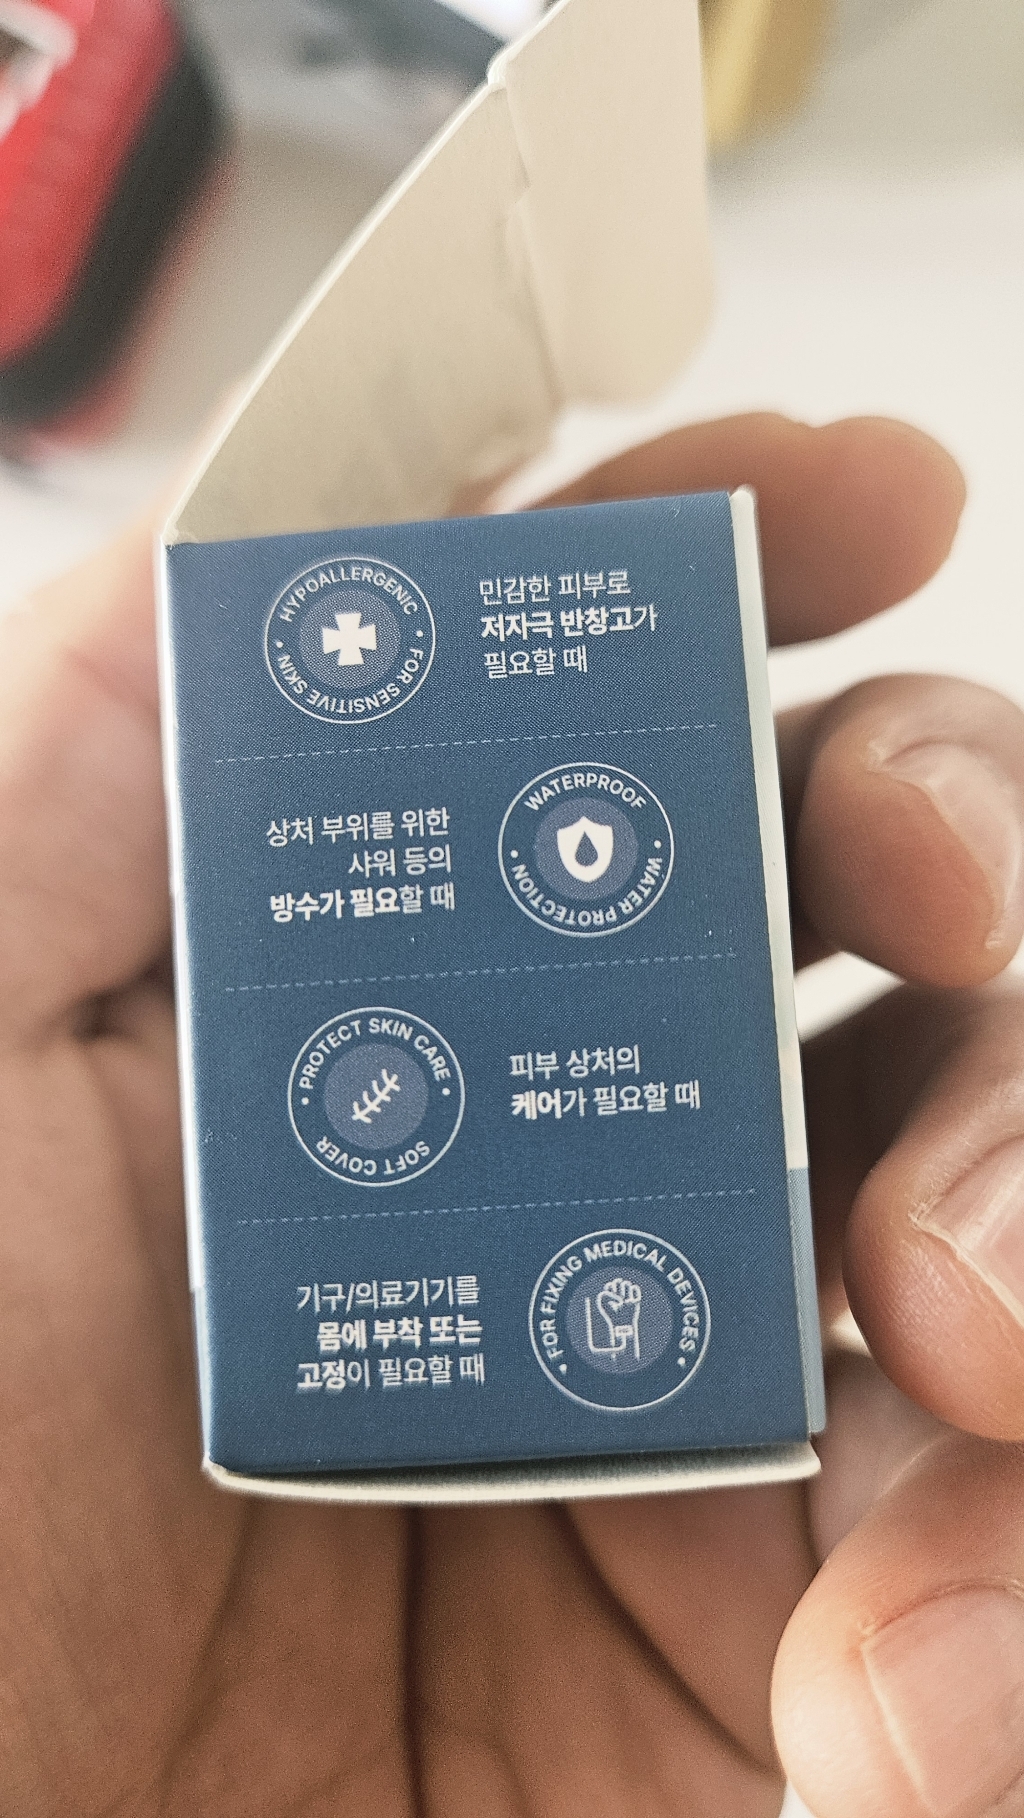 HYPOALLERGENIC • FOR SENSITIVE SKIN •
민감한 피부로
저자극 반창고가
필요할 때
상처 부위를 위한
샤워 등의
방수가 필요할 때
WATERPROOF • WATER PROTECTION •
• PROTECT SKIN CARE • SOFT COVER
피부 상처의
케어가 필요할 때
기구/의료기기를
몸에 부착 또는
고정이 필요할 때
• FOR FIXING MEDICAL DEVICES •